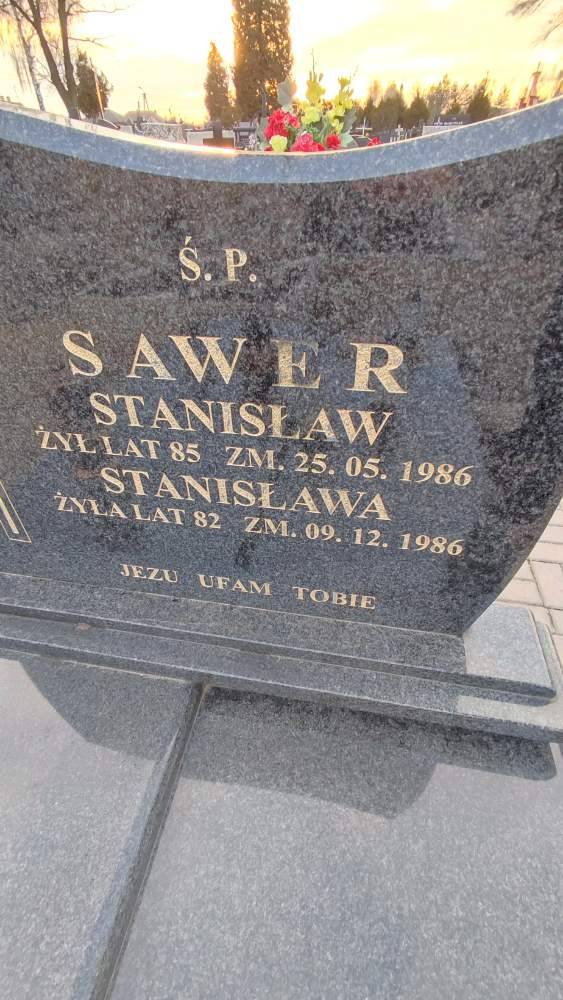 Ś. P.
SAWER
STANISŁAW
ŻYŁ LAT 85 ZM. 25. 05. 1986
STANISŁAWA
ŻYŁA LAT 82 ZM. 09. 12. 1986
JEZU UFAM TOBIE